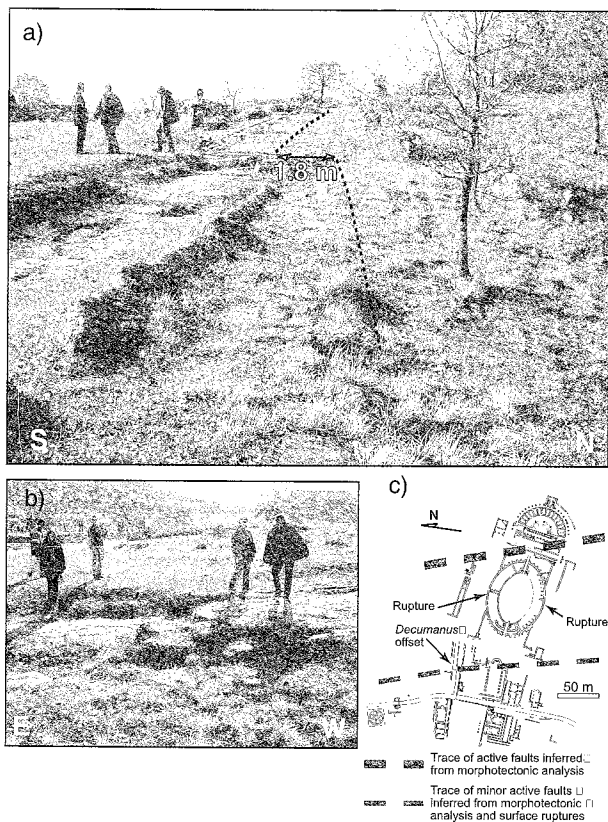 a)
1.8 m
S
N
b)
W
c)
N
Rupture
Rupture
Decumanus
offset
50 m
Trace of active faults inferred
from morphotectonic analysis
Trace of minor active faults
inferred from morphotectonic
analysis and surface ruptures